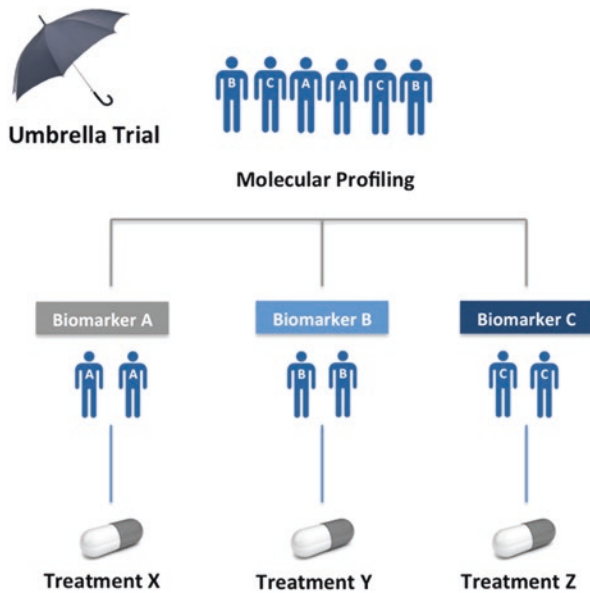 Umbrella Trial
B C A A C B
Molecular Profiling
Biomarker A Biomarker B Biomarker C
A A B B C C
Treatment X Treatment Y Treatment Z